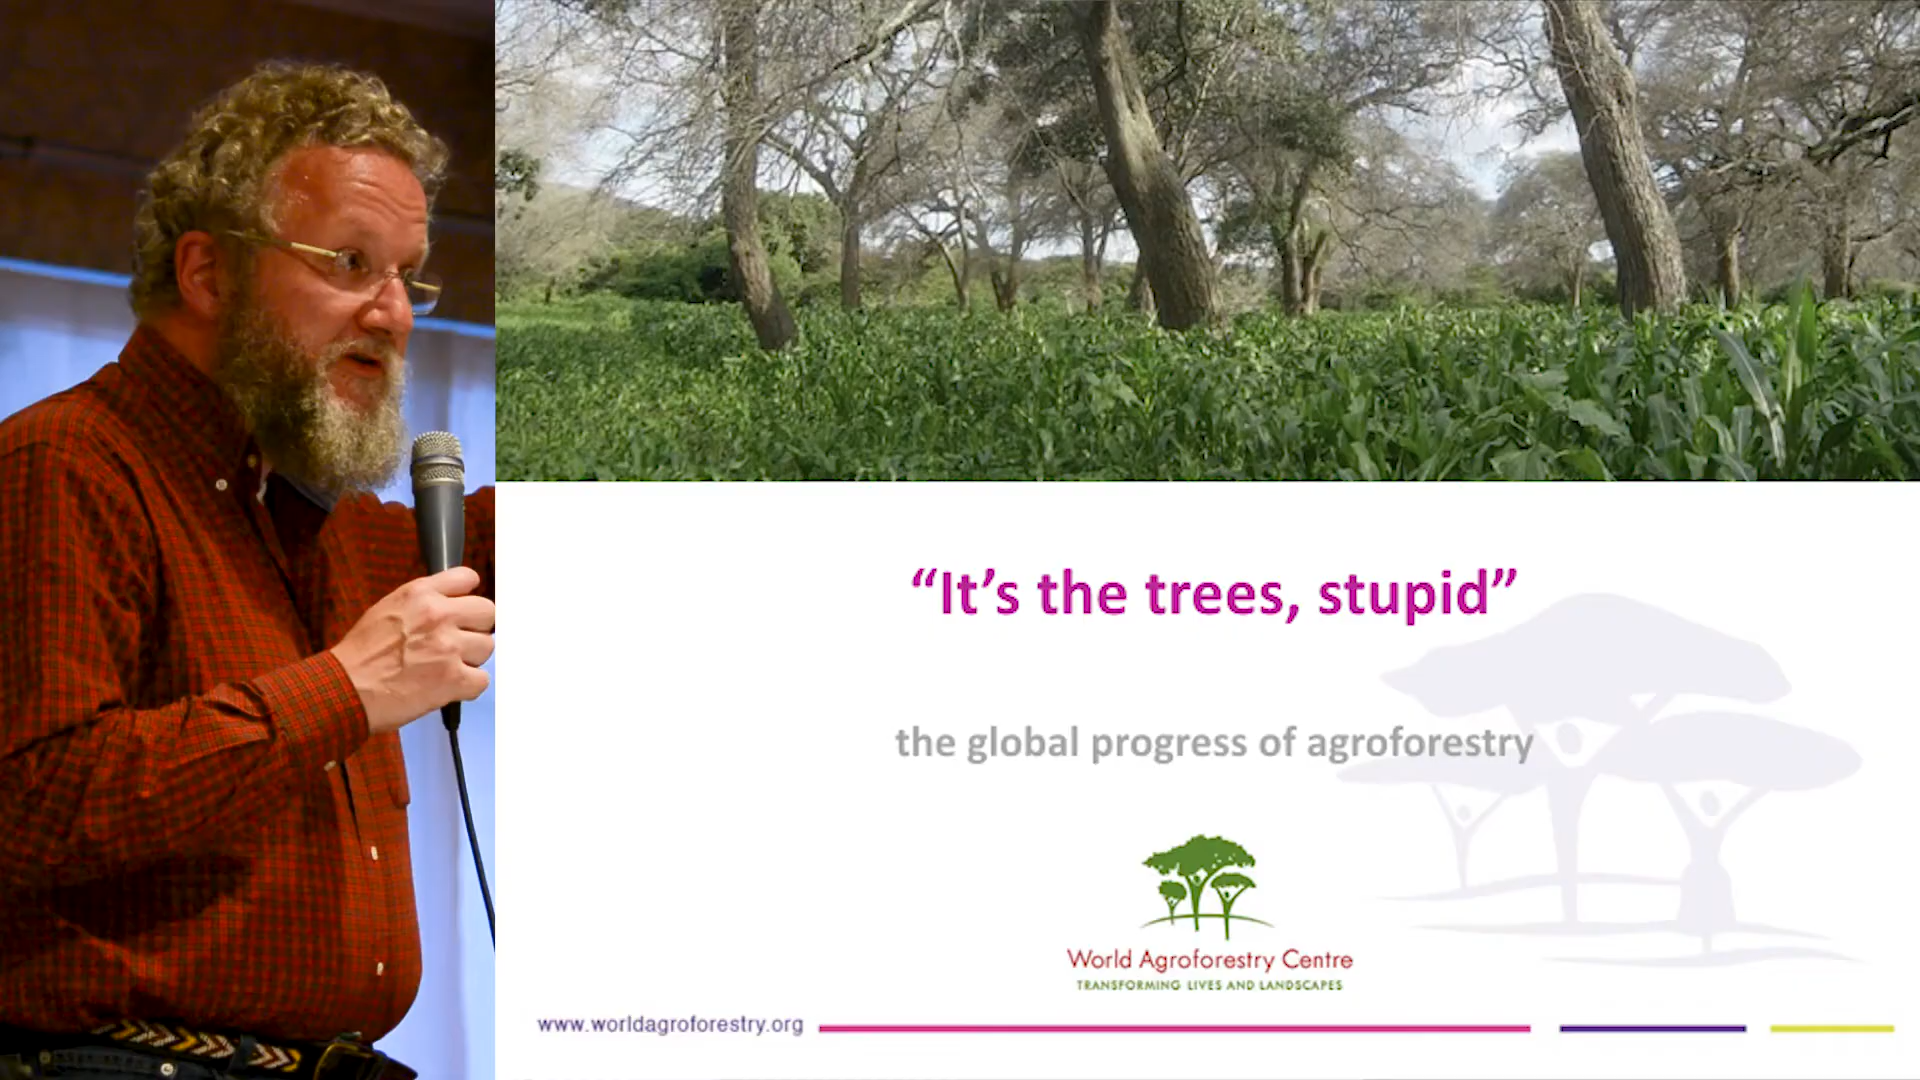 “It’s the trees, stupid”
the global progress of agroforestry
World Agroforestry Centre
TRANSFORMING LIVES AND LANDSCAPES
www.worldagroforestry.org